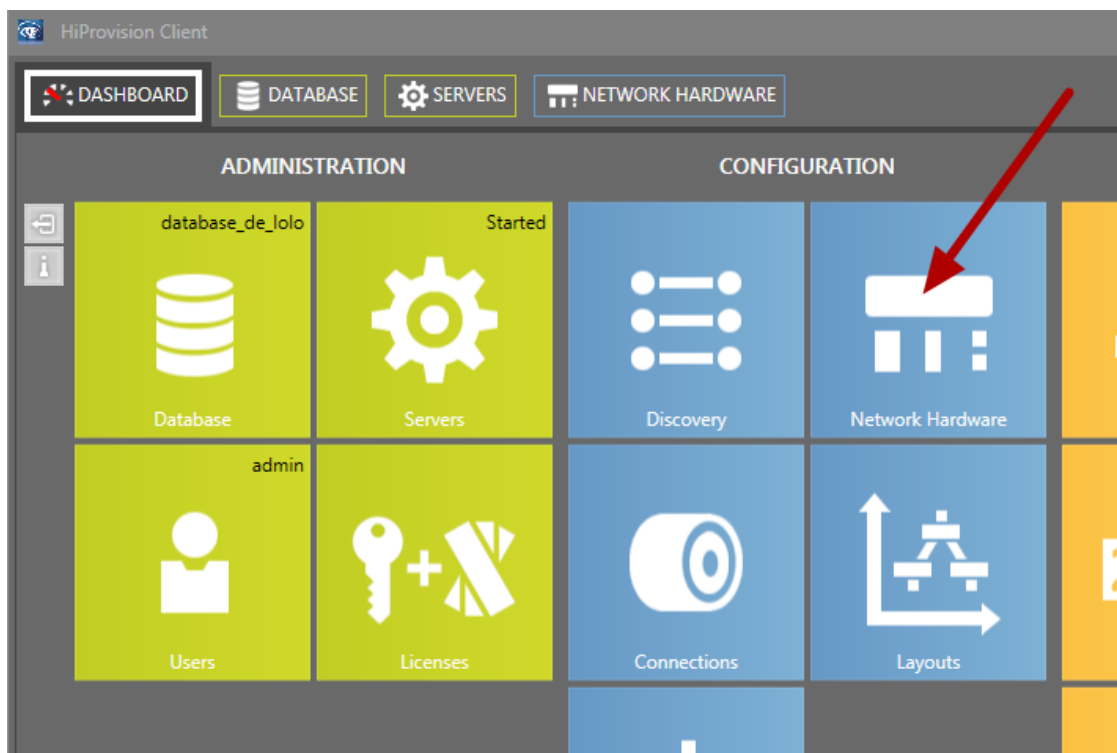 HiProvision Client
DASHBOARD
DATABASE
SERVERS
NETWORK HARDWARE
ADMINISTRATION
CONFIGURATION
database_de_lolo
Started
Database
Servers
Discovery
Network Hardware
admin
Users
Licenses
Connections
Layouts